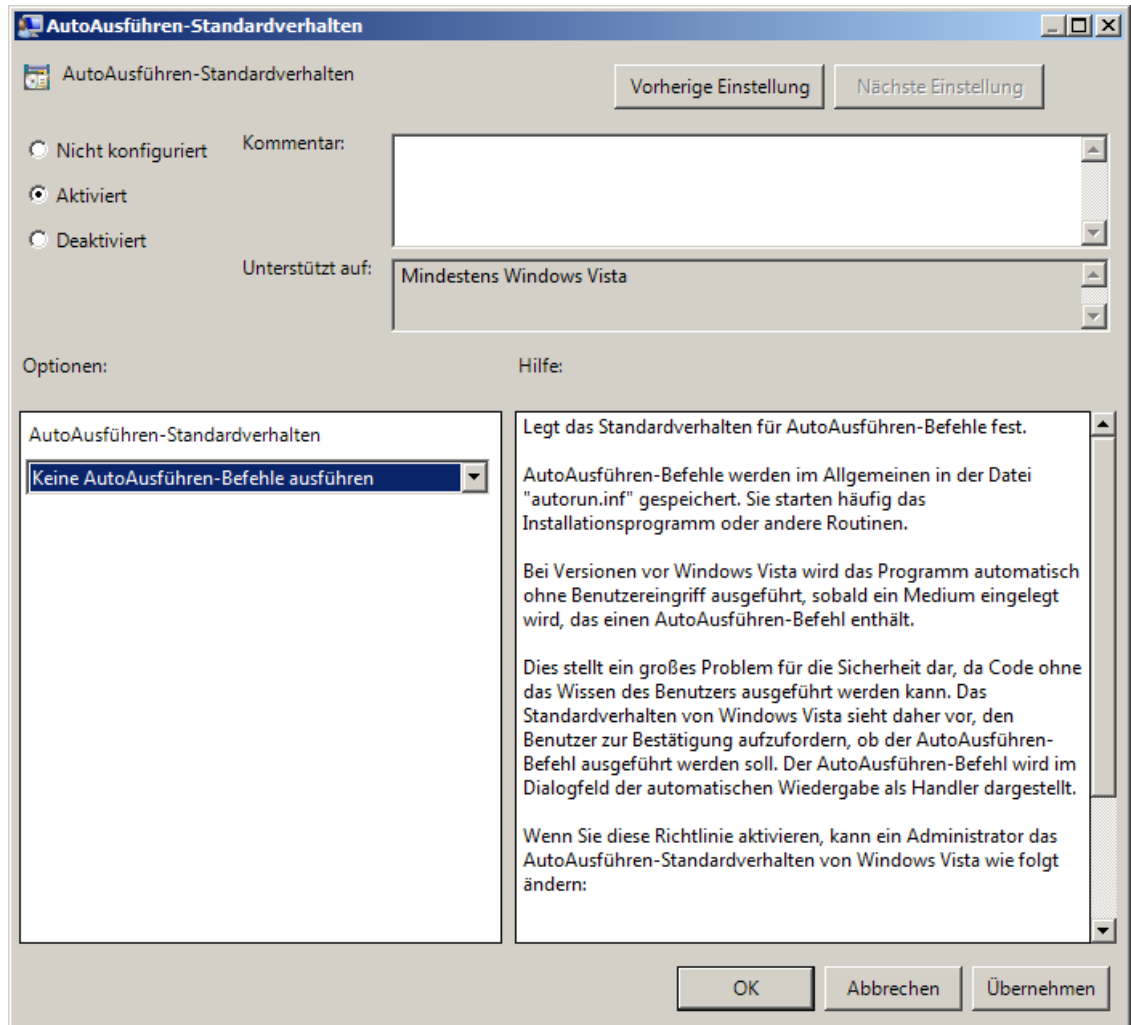 AutoAusführen-Standardverhalten
AutoAusführen-Standardverhalten
Vorherige Einstellung
Nächste Einstellung
Nicht konfiguriert
Aktiviert
Deaktiviert
Kommentar:
Unterstützt auf:
Mindestens Windows Vista
Optionen:
Hilfe:
AutoAusführen-Standardverhalten
Keine AutoAusführen-Befehle ausführen
Legt das Standardverhalten für AutoAusführen-Befehle fest.
AutoAusführen-Befehle werden im Allgemeinen in der Datei
"autorun.inf" gespeichert. Sie starten häufig das
Installationsprogramm oder andere Routinen.
Bei Versionen vor Windows Vista wird das Programm automatisch
ohne Benutzereingriff ausgeführt, sobald ein Medium eingelegt
wird, das einen AutoAusführen-Befehl enthält.
Dies stellt ein großes Problem für die Sicherheit dar, da Code ohne
das Wissen des Benutzers ausgeführt werden kann. Das
Standardverhalten von Windows Vista sieht daher vor, den
Benutzer zur Bestätigung aufzufordern, ob der AutoAusführen-
Befehl ausgeführt werden soll. Der AutoAusführen-Befehl wird im
Dialogfeld der automatischen Wiedergabe als Handler dargestellt.
Wenn Sie diese Richtlinie aktivieren, kann ein Administrator das
AutoAusführen-Standardverhalten von Windows Vista wie folgt
ändern:
OK
Abbrechen
Übernehmen